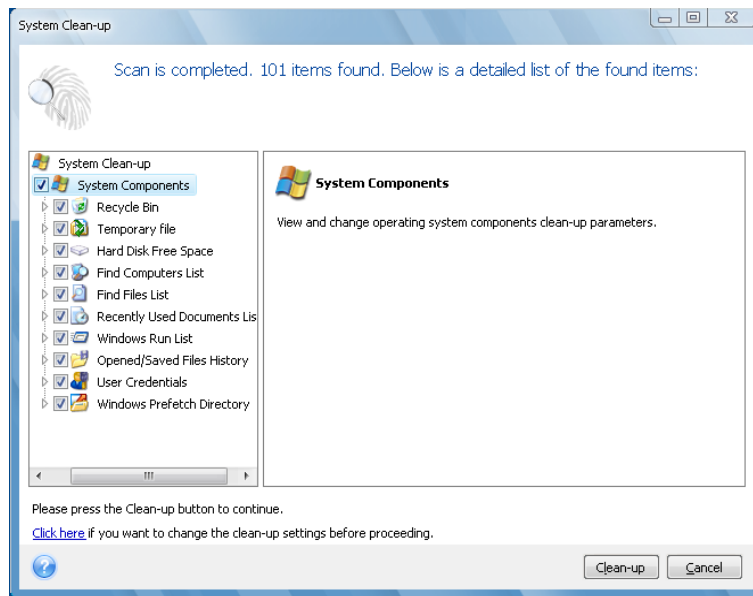 System Clean-up
Scan is completed. 101 items found. Below is a detailed list of the found items:
System Clean-up
System Components
Recycle Bin
Temporary file
Hard Disk Free Space
Find Computers List
Find Files List
Recently Used Documents Lis
Windows Run List
Opened/Saved Files History
User Credentials
Windows Prefetch Directory
System Components
View and change operating system components clean-up parameters.
Please press the Clean-up button to continue.
Click here if you want to change the clean-up settings before proceeding.
Clean-up
Cancel